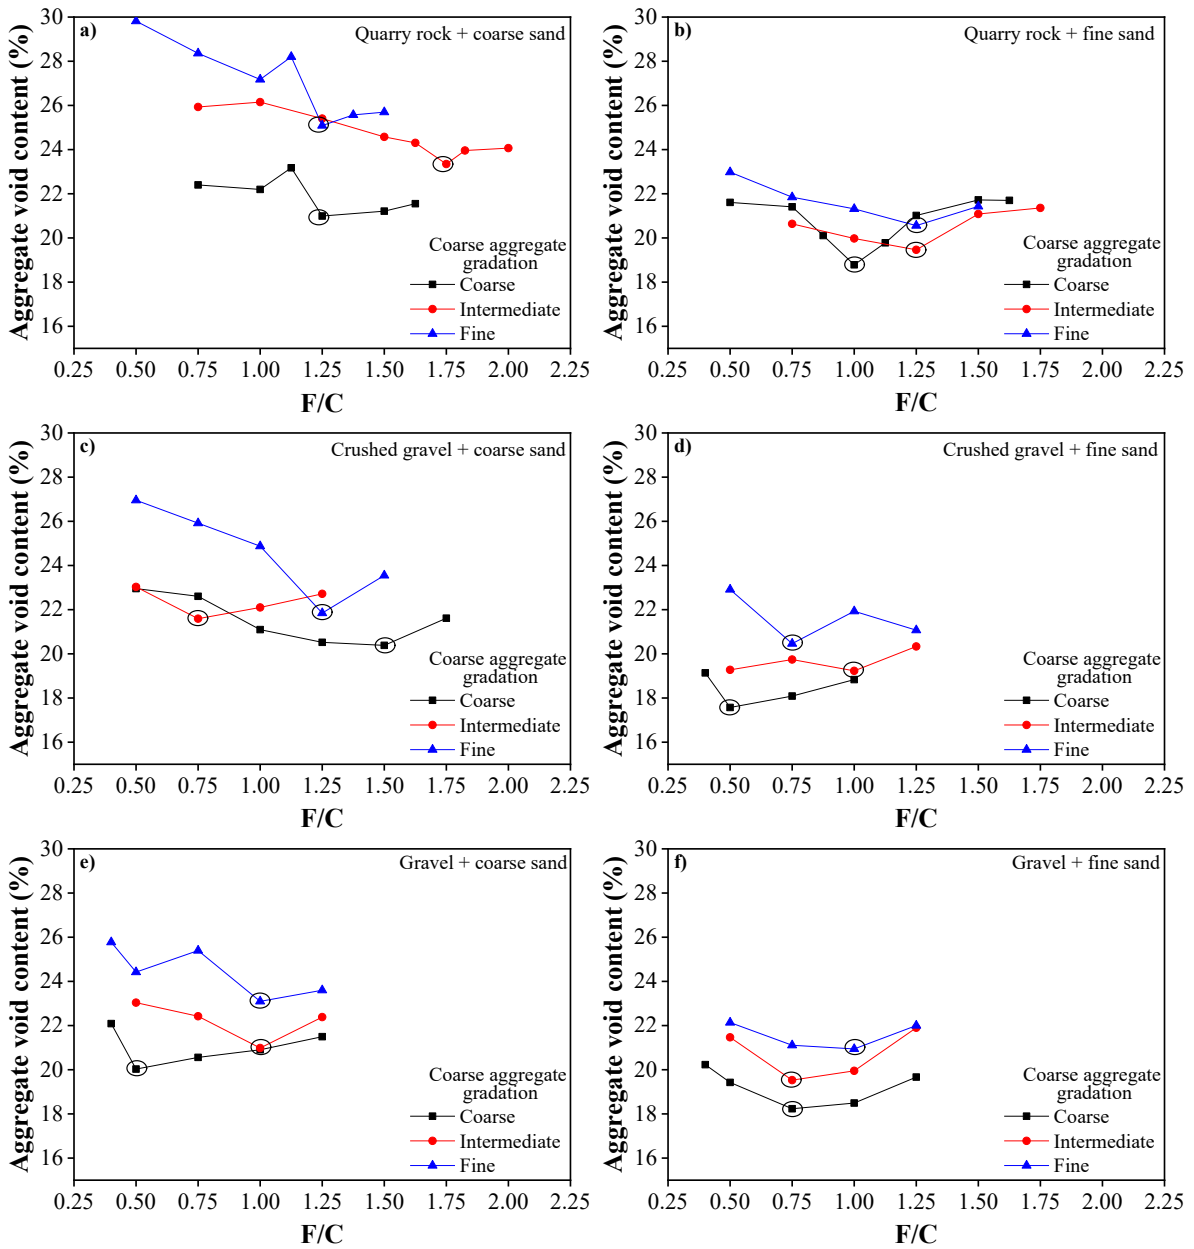 a)
Quarry rock + coarse sand
Aggregate void content (%)
30
28
26
24
22
20
18
16
Coarse aggregate
gradation
Coarse
Intermediate
Fine
0.25 0.50 0.75 1.00 1.25 1.50 1.75 2.00 2.25
F/C
b)
Quarry rock + fine sand
Aggregate void content (%)
30
28
26
24
22
20
18
16
Coarse aggregate
gradation
Coarse
Intermediate
Fine
0.25 0.50 0.75 1.00 1.25 1.50 1.75 2.00 2.25
F/C
c)
Crushed gravel + coarse sand
Aggregate void content (%)
30
28
26
24
22
20
18
16
Coarse aggregate
gradation
Coarse
Intermediate
Fine
0.25 0.50 0.75 1.00 1.25 1.50 1.75 2.00 2.25
F/C
d)
Crushed gravel + fine sand
Aggregate void content (%)
30
28
26
24
22
20
18
16
Coarse aggregate
gradation
Coarse
Intermediate
Fine
0.25 0.50 0.75 1.00 1.25 1.50 1.75 2.00 2.25
F/C
e)
Gravel + coarse sand
Aggregate void content (%)
30
28
26
24
22
20
18
16
Coarse aggregate
gradation
Coarse
Intermediate
Fine
0.25 0.50 0.75 1.00 1.25 1.50 1.75 2.00 2.25
F/C
f)
Gravel + fine sand
Aggregate void content (%)
30
28
26
24
22
20
18
16
Coarse aggregate
gradation
Coarse
Intermediate
Fine
0.25 0.50 0.75 1.00 1.25 1.50 1.75 2.00 2.25
F/C